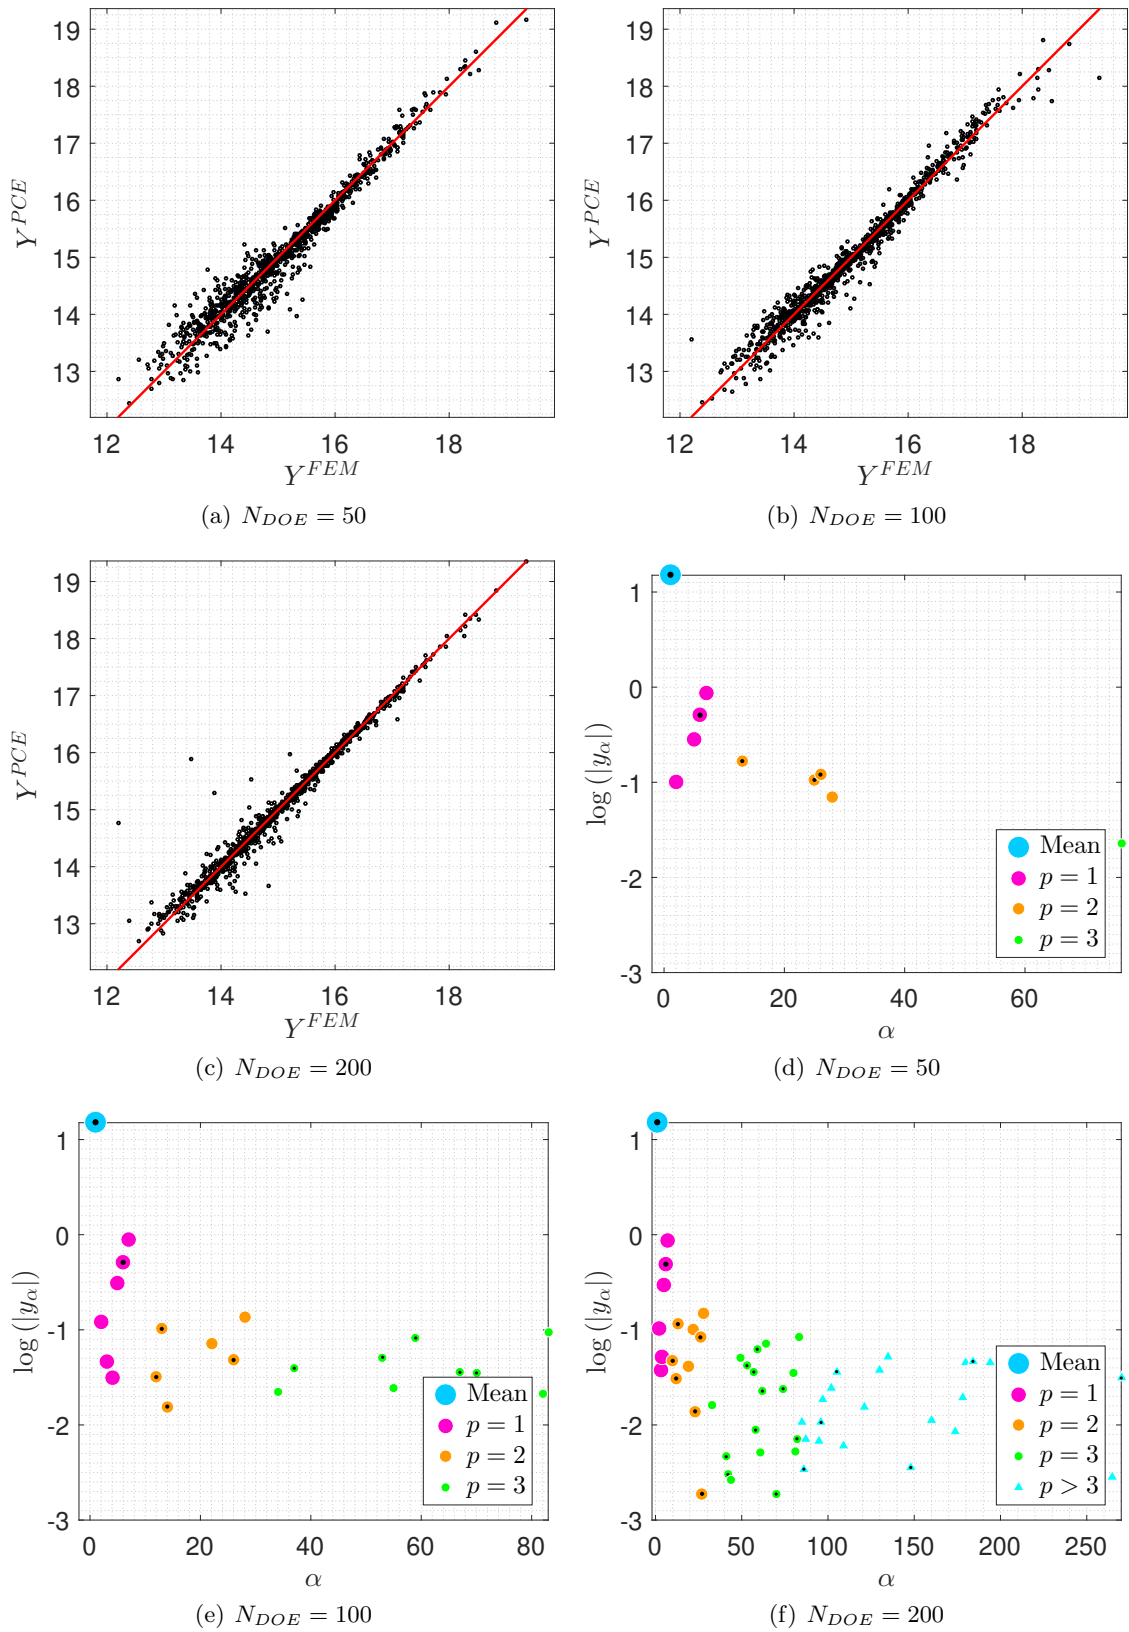 19
18
17
16
15
14
13
12 14 16 18
Y^{PCE}
Y^{FEM}
(a) N_{DOE} = 50
19
18
17
16
15
14
13
12 14 16 18
Y^{PCE}
Y^{FEM}
(b) N_{DOE} = 100
19
18
17
16
15
14
13
12 14 16 18
Y^{PCE}
Y^{FEM}
(c) N_{DOE} = 200
1
0
-1
-2
-3
0 20 40 60
log (|y_α|)
α
Mean
p = 1
p = 2
p = 3
(d) N_{DOE} = 50
1
0
-1
-2
-3
0 20 40 60 80
log (|y_α|)
α
Mean
p = 1
p = 2
p = 3
(e) N_{DOE} = 100
1
0
-1
-2
-3
0 50 100 150 200 250
log (|y_α|)
α
Mean
p = 1
p = 2
p = 3
p > 3
(f) N_{DOE} = 200